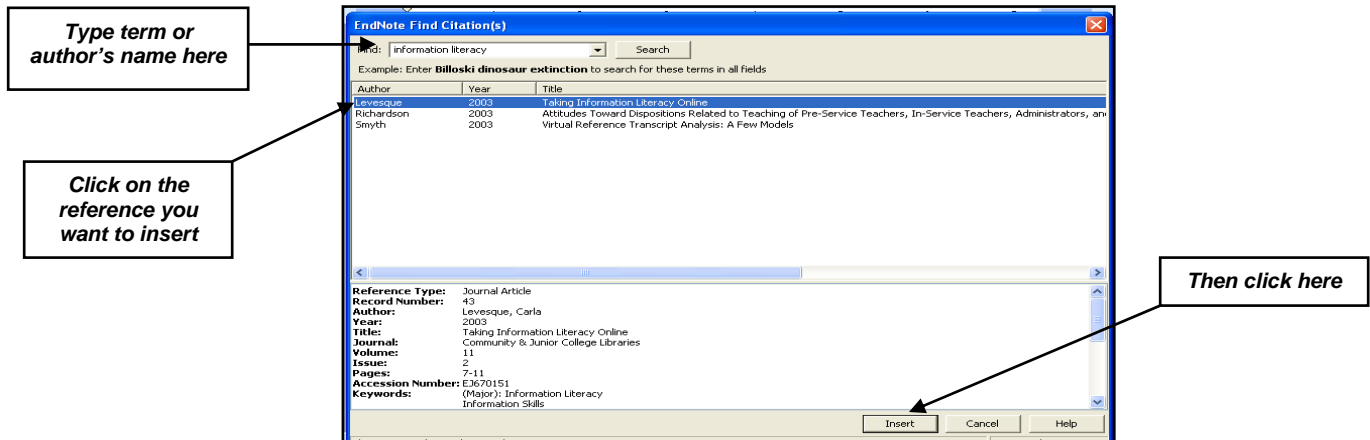 Type term or
author's name here
EndNote Find Citation(s)
Find: information literacy Search
Example: Enter Billoski dinosaur extinction to search for these terms in all fields
Author Year Title
Levesque 2003 Taking Information Literacy Online
Richardson 2003 Attitudes Toward Dispositions Related to Teaching of Pre-Service Teachers, In-Service Teachers, Administrators, an
Smyth 2003 Virtual Reference Transcript Analysis: A Few Models
Click on the
reference you
want to insert
Then click here
Reference Type: Journal Article
Record Number: 43
Author: Levesque, Carla
Year: 2003
Title: Taking Information Literacy Online
Journal: Community & Junior College Libraries
Volume: 11
Issue: 2
Pages: 7-11
Accession Number: EJ670151
Keywords: (Major): Information Literacy
Information Skills
Insert Cancel Help